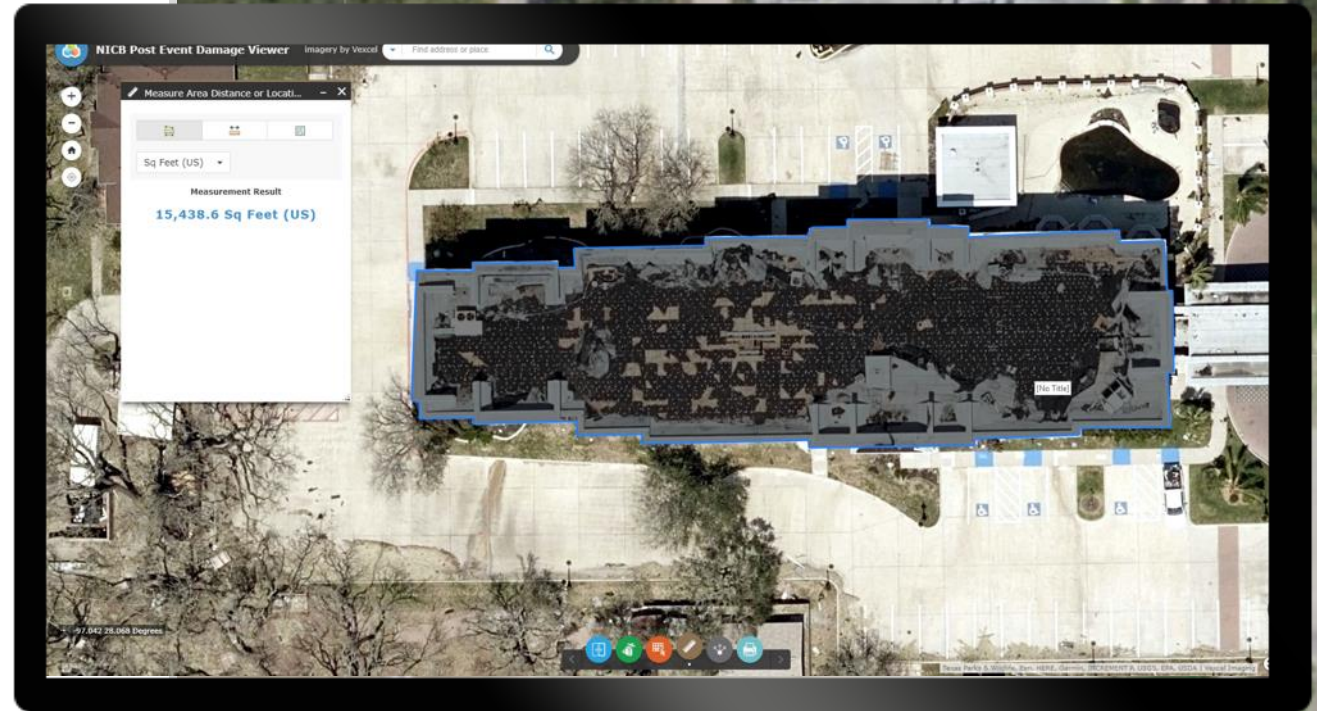 NICB Post Event Damage Viewer imagery by Vexcel Find address or place
Measure Area Distance or Locati...
Sq Feet (US)
Measurement Result
15,438.6 Sq Feet (US)
[No Title]
-97.042 28.068 Degrees
Texas Parks & Wildlife, Esri, HERE, Garmin, INCREMENT P, USGS, EPA, USDA | Vexcel Imaging